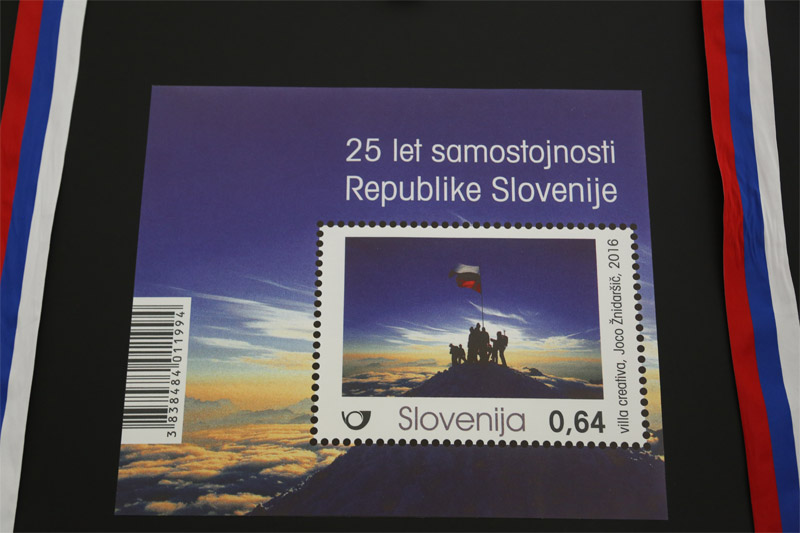 25 let samostojnosti
Republike Slovenije
villa creativa, Joco Žnidaršič, 2016
Slovenija 0,64
3838484011994